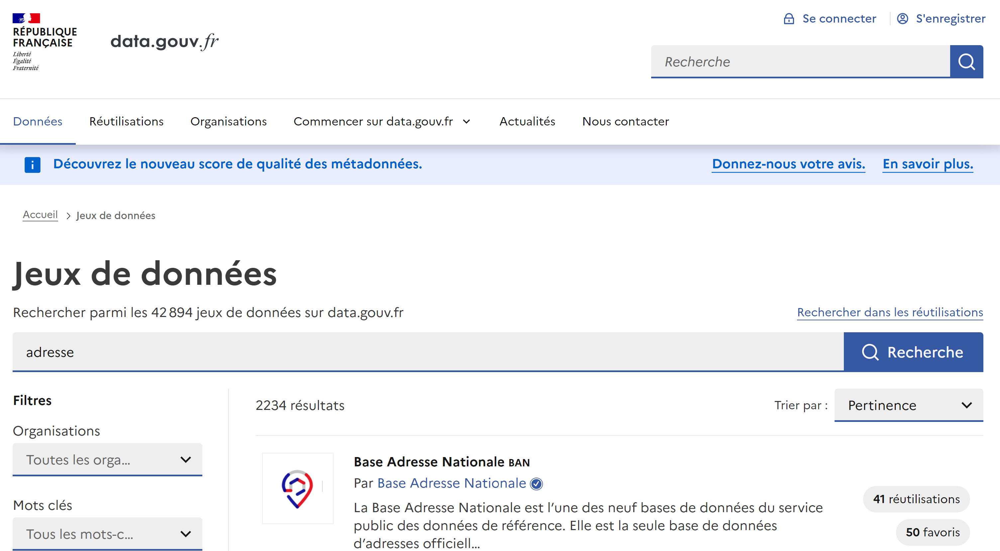 RÉPUBLIQUE
FRANÇAISE
Liberté
Égalité
Fraternité
data.gouv.fr
Se connecter
S'enregistrer
Recherche
Données
Réutilisations
Organisations
Commencer sur data.gouv.fr
Actualités
Nous contacter
Découvrez le nouveau score de qualité des métadonnées.
Donnez-nous votre avis.
En savoir plus.
Accueil
Jeux de données
Jeux de données
Rechercher parmi les 42 894 jeux de données sur data.gouv.fr
Rechercher dans les réutilisations
adresse
Recherche
Filtres
Organisations
Toutes les orga...
Mots clés
Tous les mots-c...
2234 résultats
Trier par :
Pertinence
Base Adresse Nationale BAN
Par Base Adresse Nationale
La Base Adresse Nationale est l’une des neuf bases de données du service
public des données de référence. Elle est la seule base de données
d’adresses officiell…
41 réutilisations
50 favoris